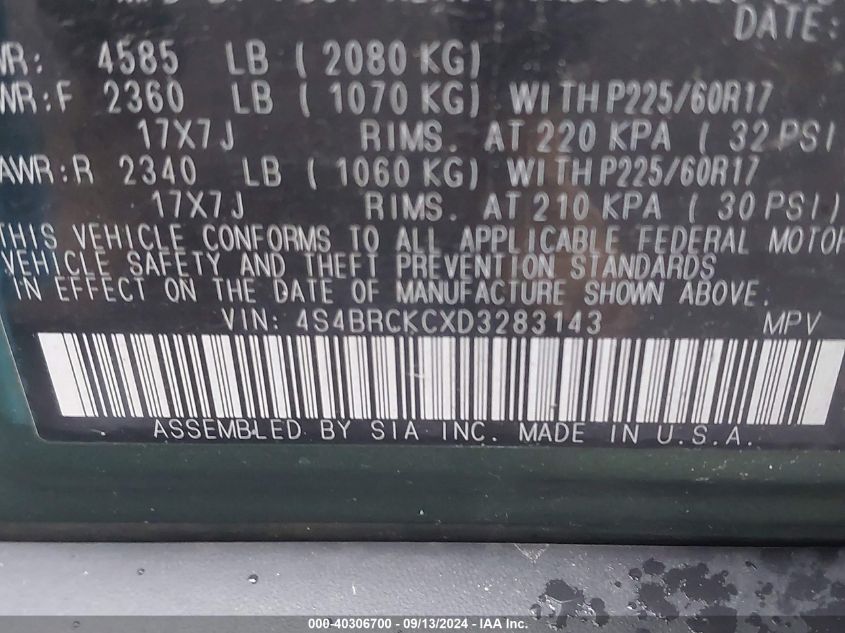 DATE:
WR: 4585 LB ( 2080 KG)
WR:F 2360 LB ( 1070 KG) WITH P225/60R17
17X7J RIMS. AT 220 KPA ( 32 PSI
AWR:R 2340 LB ( 1060 KG) WITH P225/60R17
17X7J RIMS. AT 210 KPA ( 30 PSI)
THIS VEHICLE CONFORMS TO ALL APPLICABLE FEDERAL MOTOR
VEHICLE SAFETY AND THEFT PREVENTION STANDARDS
IN EFFECT ON THE DATE OF MANUFACTURE SHOWN ABOVE.
VIN: 4S4BRCKCXD3283143 MPV
ASSEMBLED BY SIA INC. MADE IN U.S.A.
000-40306700 - 09/13/2024 - IAA Inc.